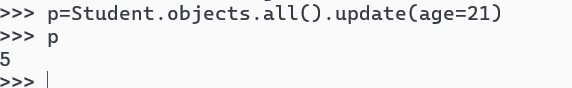 >>> p=Student.objects.all().update(age=21)
>>> p
5
>>>